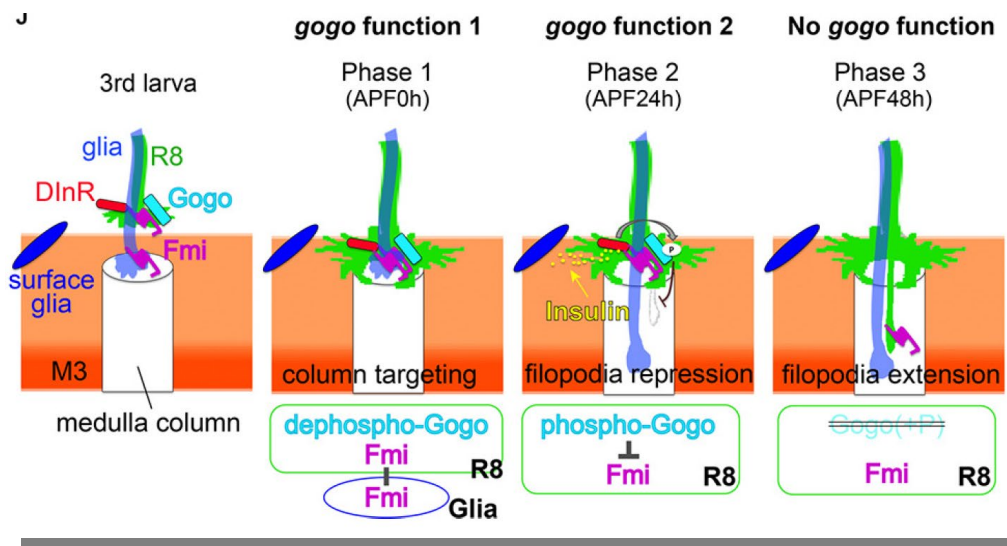 J
gogo function 1
gogo function 2
No gogo function
3rd larva
Phase 1
(APF0h)
Phase 2
(APF24h)
Phase 3
(APF48h)
glia
R8
DInR
Gogo
Fmi
surface
glia
P
Insulin
M3
column targeting
filopodia repression
filopodia extension
medulla column
dephospho-Gogo
Fmi
R8
Fmi
Glia
phospho-Gogo
Fmi
R8
Gogo(+P)
Fmi
R8